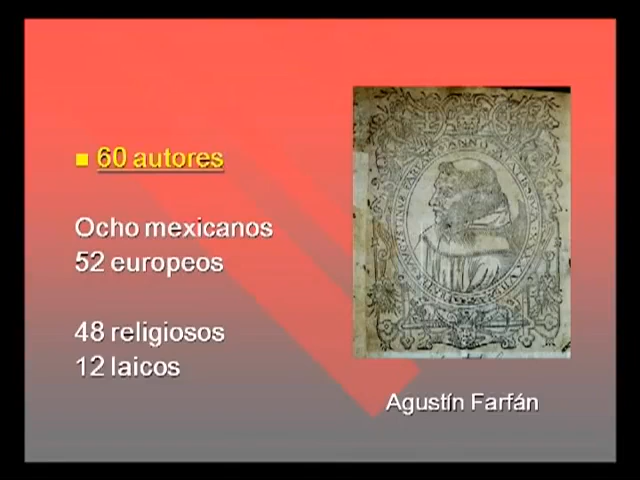 60 autores
Ocho mexicanos
52 europeos
48 religiosos
12 laicos
Agustín Farfán